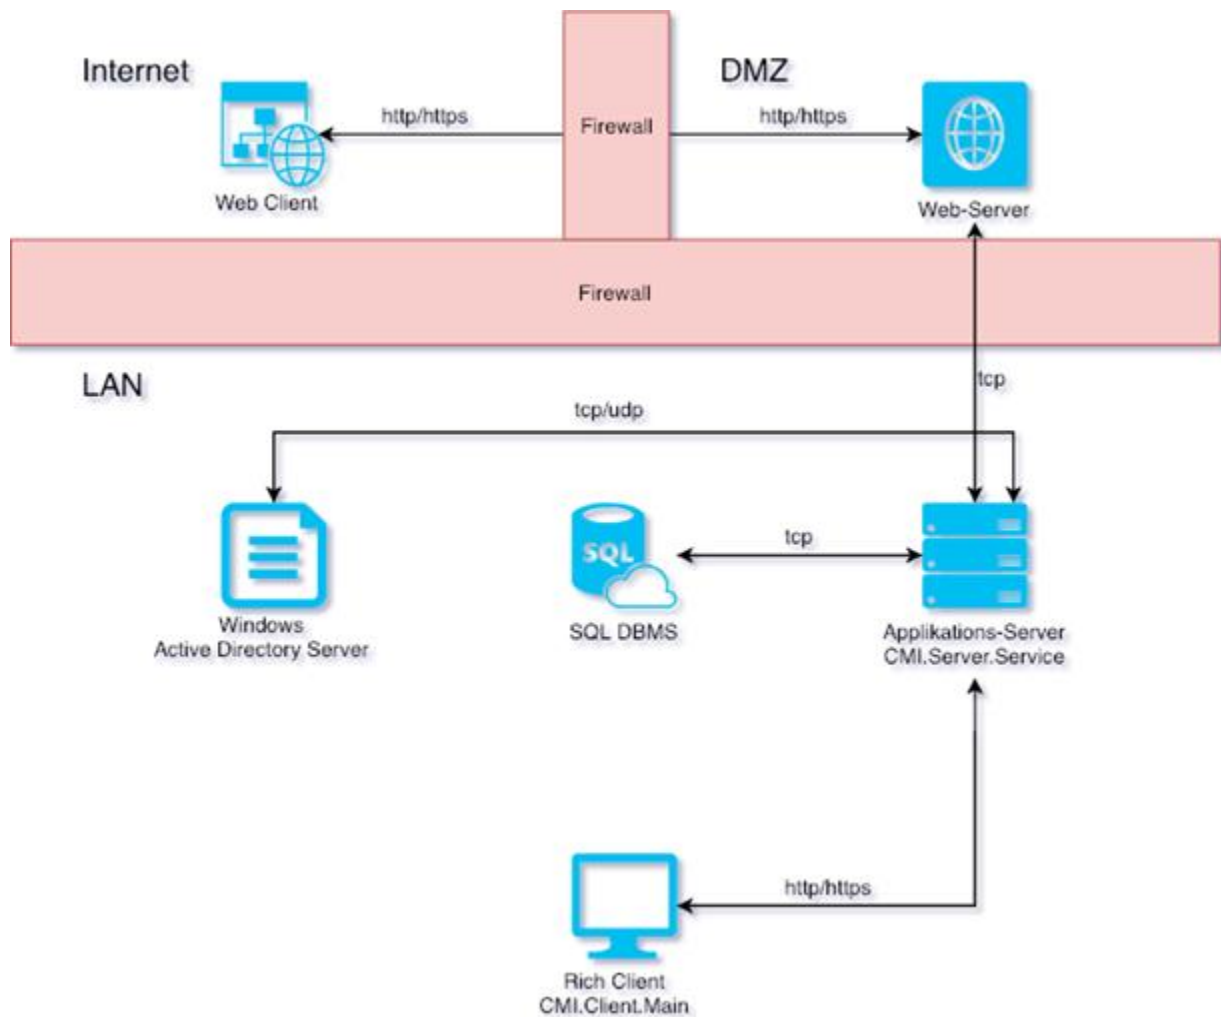 Internet
DMZ
http/https
Firewall
http/https
Web Client
Web-Server
Firewall
LAN
tcp
tcp/udp
SQL
tcp
Windows
Active Directory Server
SQL DBMS
Applikations-Server
CMI.Server.Service
http/https
Rich Client
CMI.Client.Main